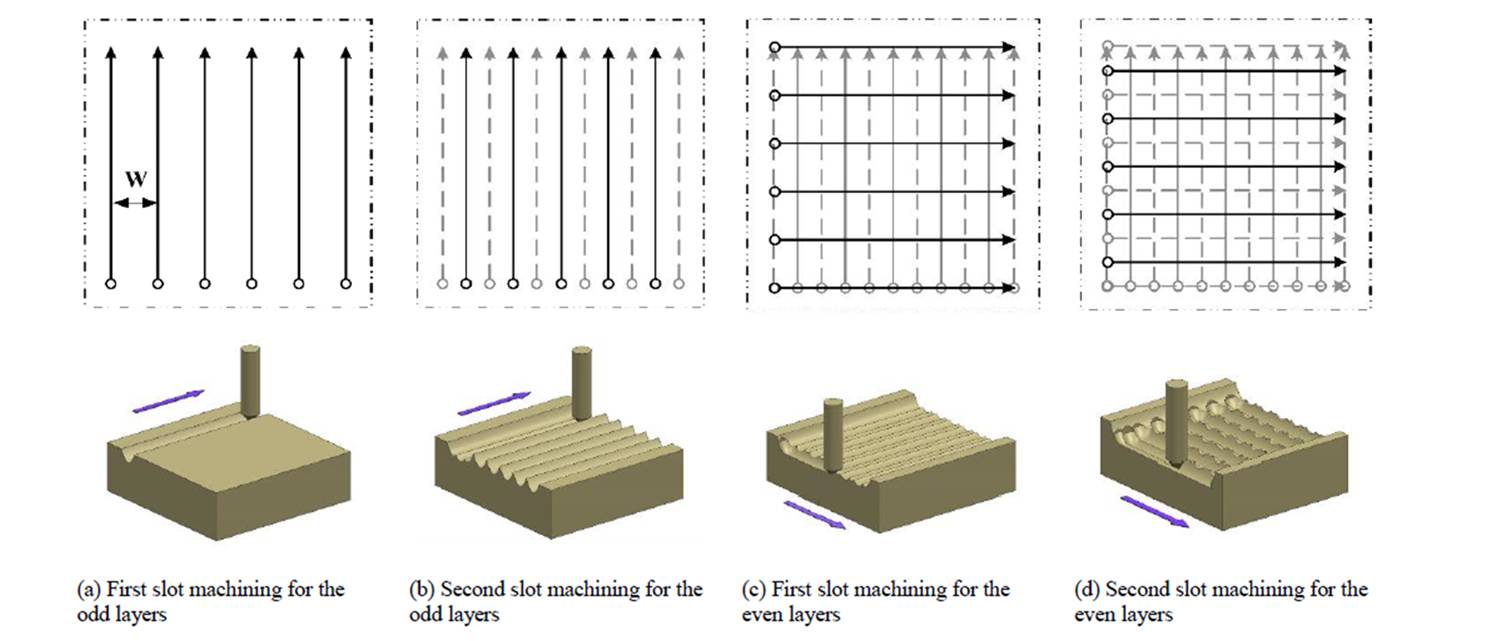 W
(a) First slot machining for the
odd layers
(b) Second slot machining for the
odd layers
(c) First slot machining for the
even layers
(d) Second slot machining for the
even layers